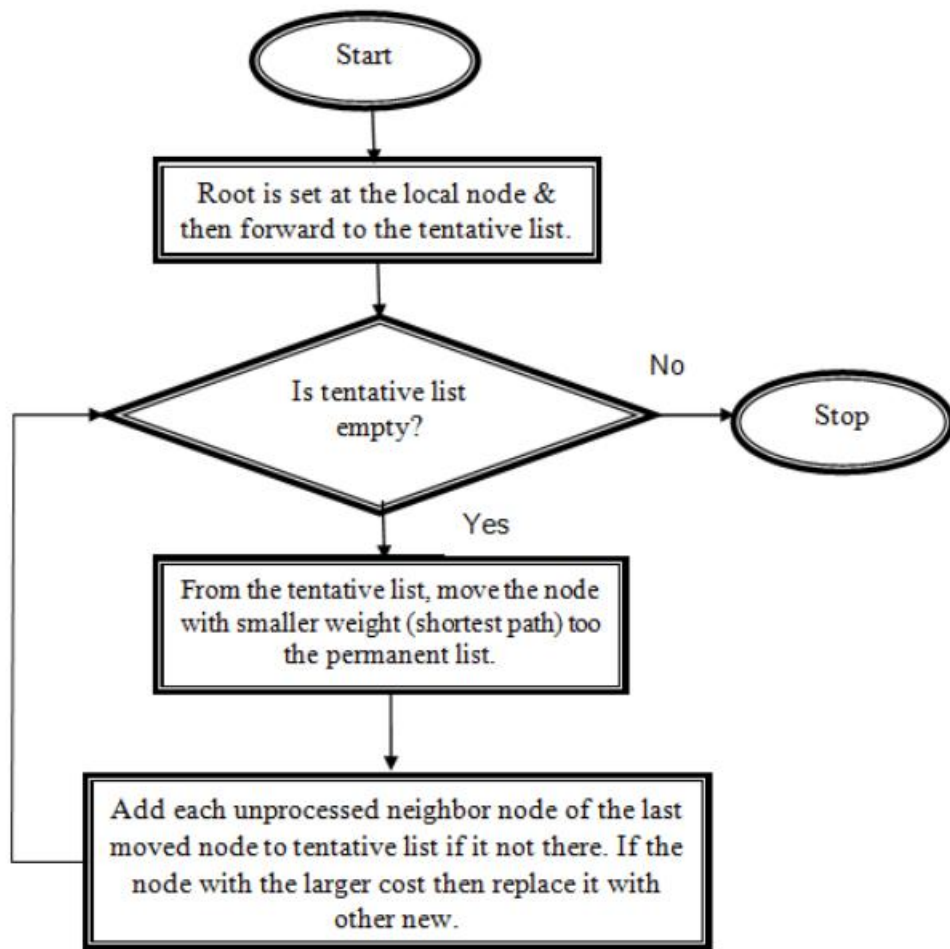 Start
Root is set at the local node &
then forward to the tentative list.
Is tentative list
empty?
No
Stop
Yes
From the tentative list, move the node
with smaller weight (shortest path) too
the permanent list.
Add each unprocessed neighbor node of the last
moved node to tentative list if it not there. If the
node with the larger cost then replace it with
other new.